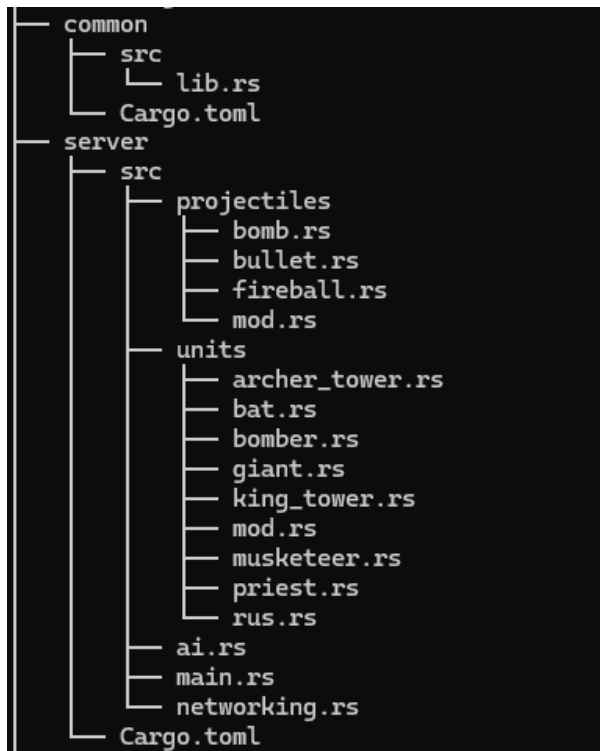 common
src
lib.rs
Cargo.toml
server
src
projectiles
bomb.rs
bullet.rs
fireball.rs
mod.rs
units
archer_tower.rs
bat.rs
bomber.rs
giant.rs
king_tower.rs
mod.rs
musketeer.rs
priest.rs
rus.rs
ai.rs
main.rs
networking.rs
Cargo.toml